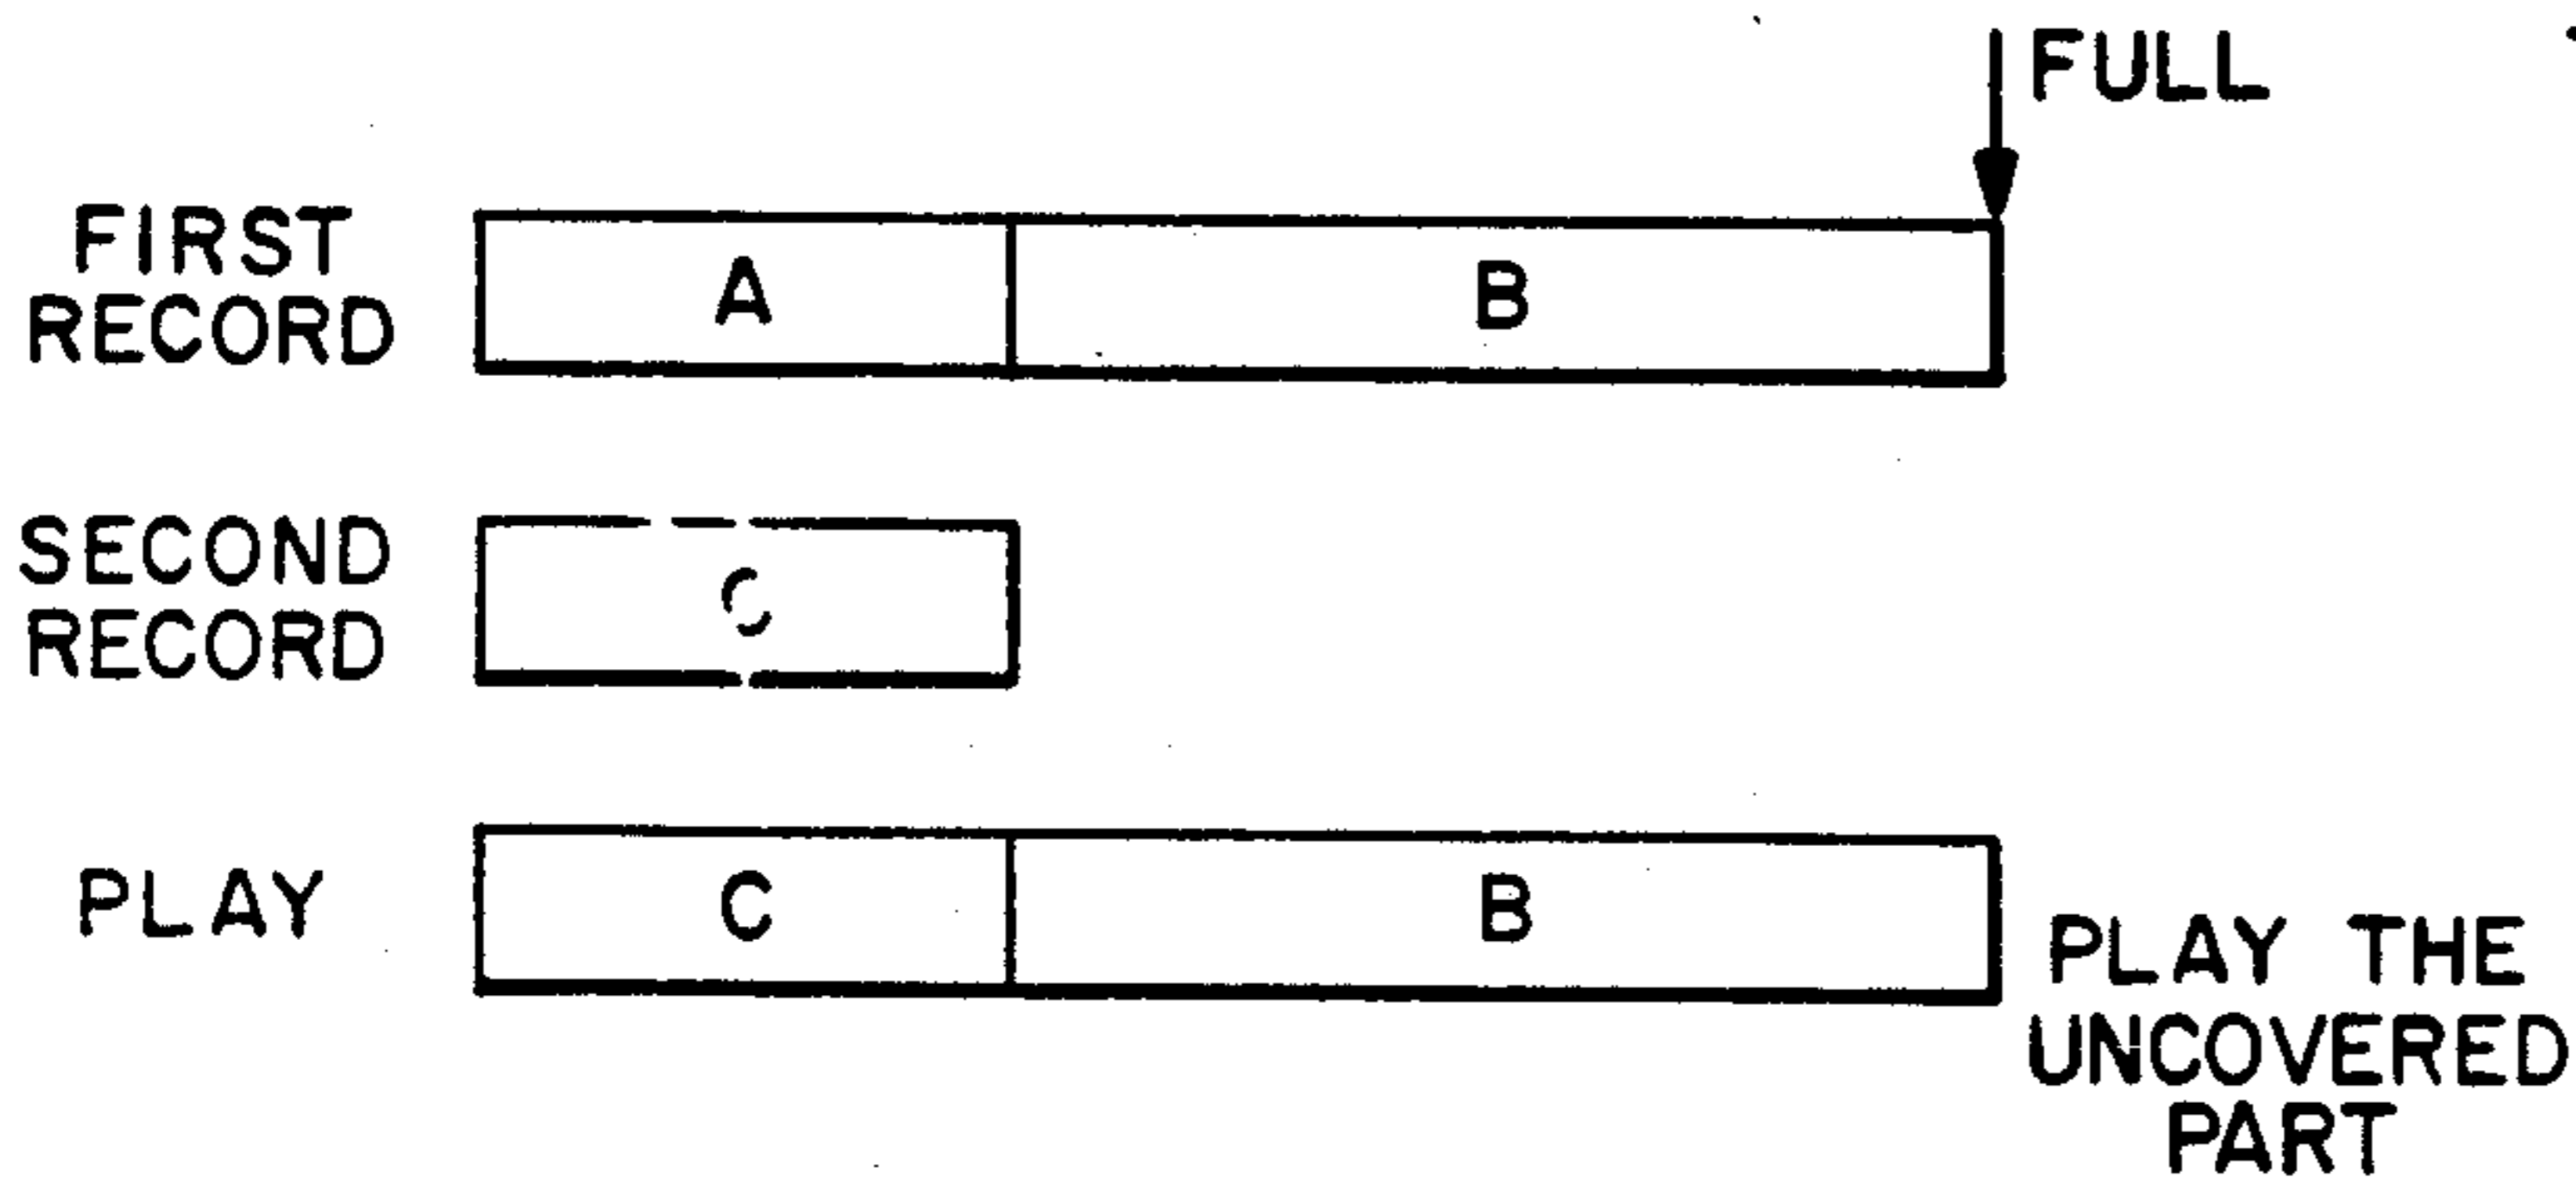 FULL
FIRST
RECORD
A
B
SECOND
RECORD
C
PLAY
C
B
PLAY THE
UNCOVERED
PART